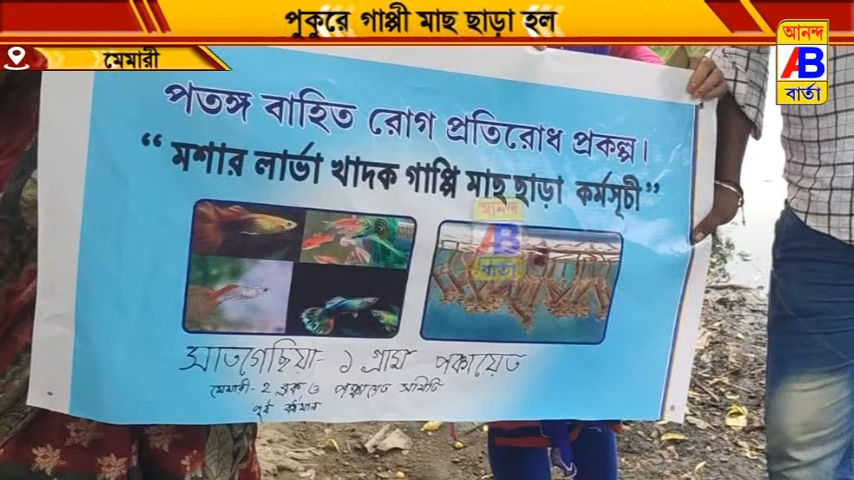 পুকুরে গাপ্পী মাছ ছাড়া হল
মেমারী
আনন্দ
AB
বার্তা
পতঙ্গ বাহিত রোগ প্রতিরোধ প্রকল্প।
“মশার লার্ভা খাদক গাপ্পি মাছ ছাড়া কর্মসূচী”
আনন্দ
AB
বার্তা
সাতগেছিয়া - ১ গ্রাম পঞ্চায়েত
মেমারী - ২ ব্লক ও পঞ্চায়েত সমিতি
পূর্ব বর্ধমান